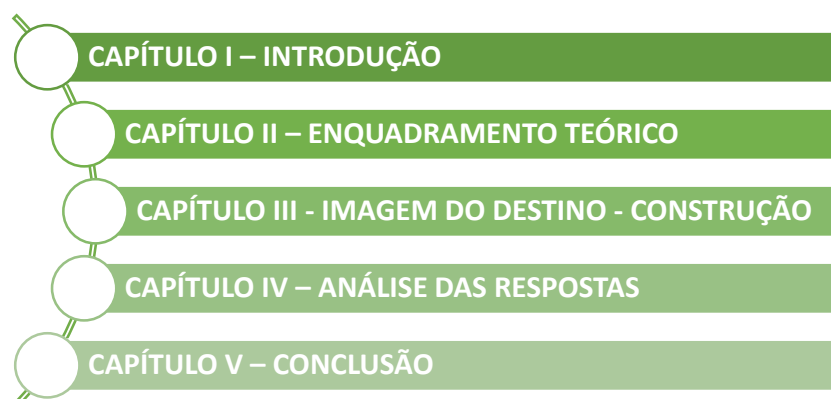 CAPÍTULO I – INTRODUÇÃO
CAPÍTULO II – ENQUADRAMENTO TEÓRICO
CAPÍTULO III - IMAGEM DO DESTINO - CONSTRUÇÃO
CAPÍTULO IV – ANÁLISE DAS RESPOSTAS
CAPÍTULO V – CONCLUSÃO